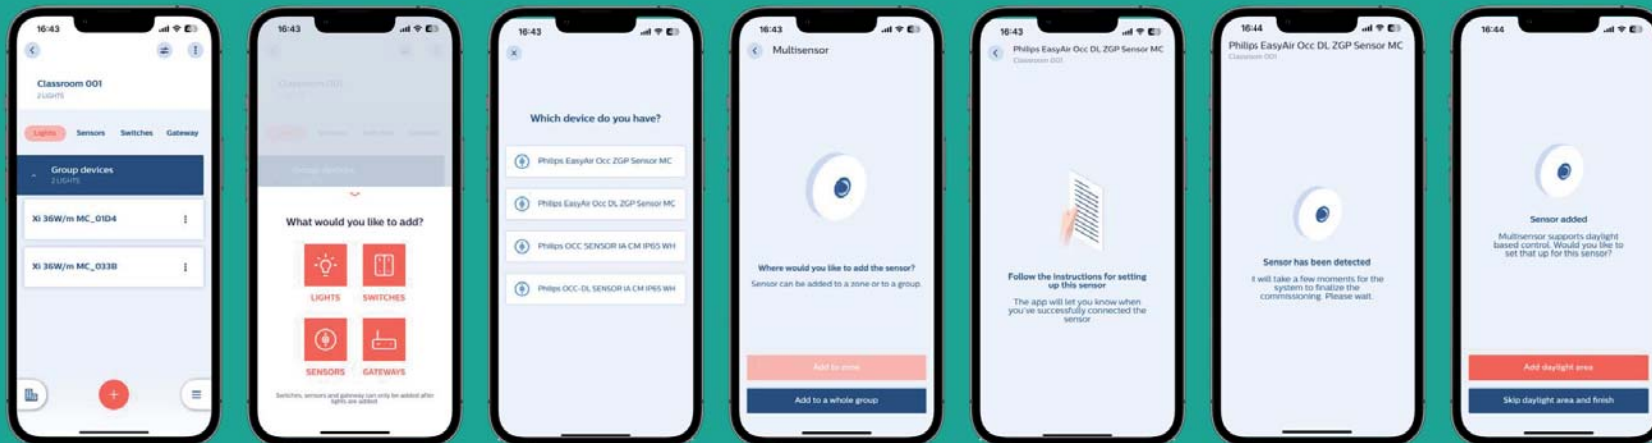 16:43
Classroom 001
2 LIGHTS
Lights Sensors Switches Gateway
Group devices
2 LIGHTS
Xi 36W/m MC_01D4
Xi 36W/m MC_033B
16:43
Classroom 001
Group devices
What would you like to add?
LIGHTS SWITCHES
SENSORS GATEWAYS
Switches, sensors and gateway can only be added after
lights are added
16:43
Which device do you have?
Philips EasyAir Occ ZGP Sensor MC
Philips EasyAir Occ DL ZGP Sensor MC
Philips OCC SENSOR IA CM IP65 WH
Philips OCC-DL SENSOR IA CM IP65 WH
16:43
Multisensor
Where would you like to add the sensor?
Sensor can be added to a zone or to a group.
Add to zone
Add to a whole group
16:43
Philips EasyAir Occ DL ZGP Sensor MC
Classroom 001
Follow the instructions for setting
up this sensor
The app will let you know when
you've successfully connected the
sensor
16:44
Philips EasyAir Occ DL ZGP Sensor MC
Classroom 001
Sensor has been detected
It will take a few moments for the
system to finalize the
commissioning. Please wait.
16:44
Sensor added
Multisensor supports daylight
based control. Would you like to
set that up for this sensor?
Add daylight area
Skip daylight area and finish